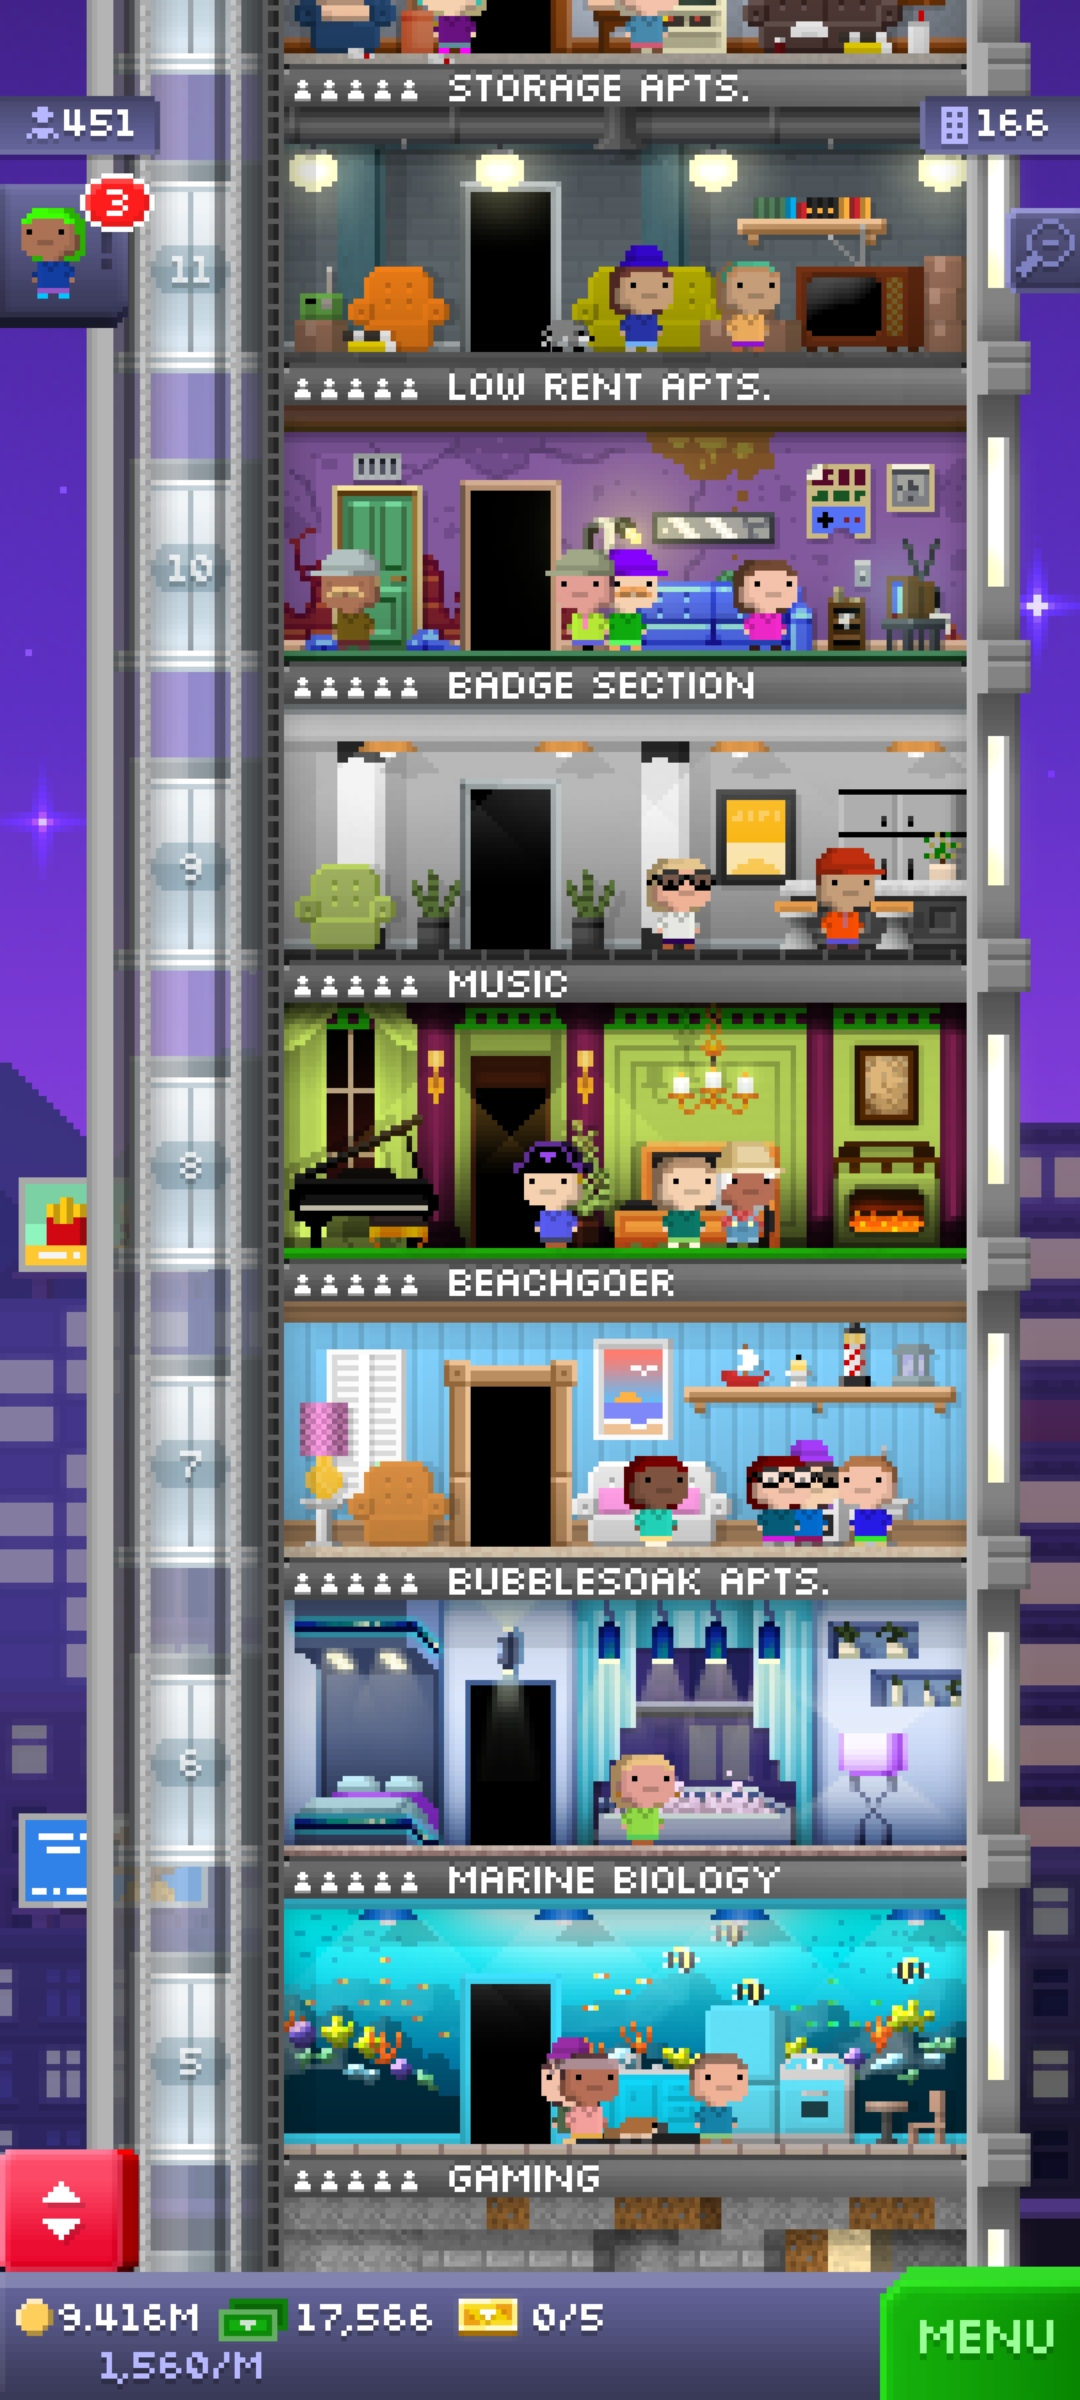 STORAGE APTS.
451
166
3
11
LOW RENT APTS.
10
BADGE SECTION
9
MUSIC
8
BEACHGOER
7
BUBBLESOAK APTS.
6
MARINE BIOLOGY
5
GAMING
9.416M 17,566 0/5
1,560/M
MENU